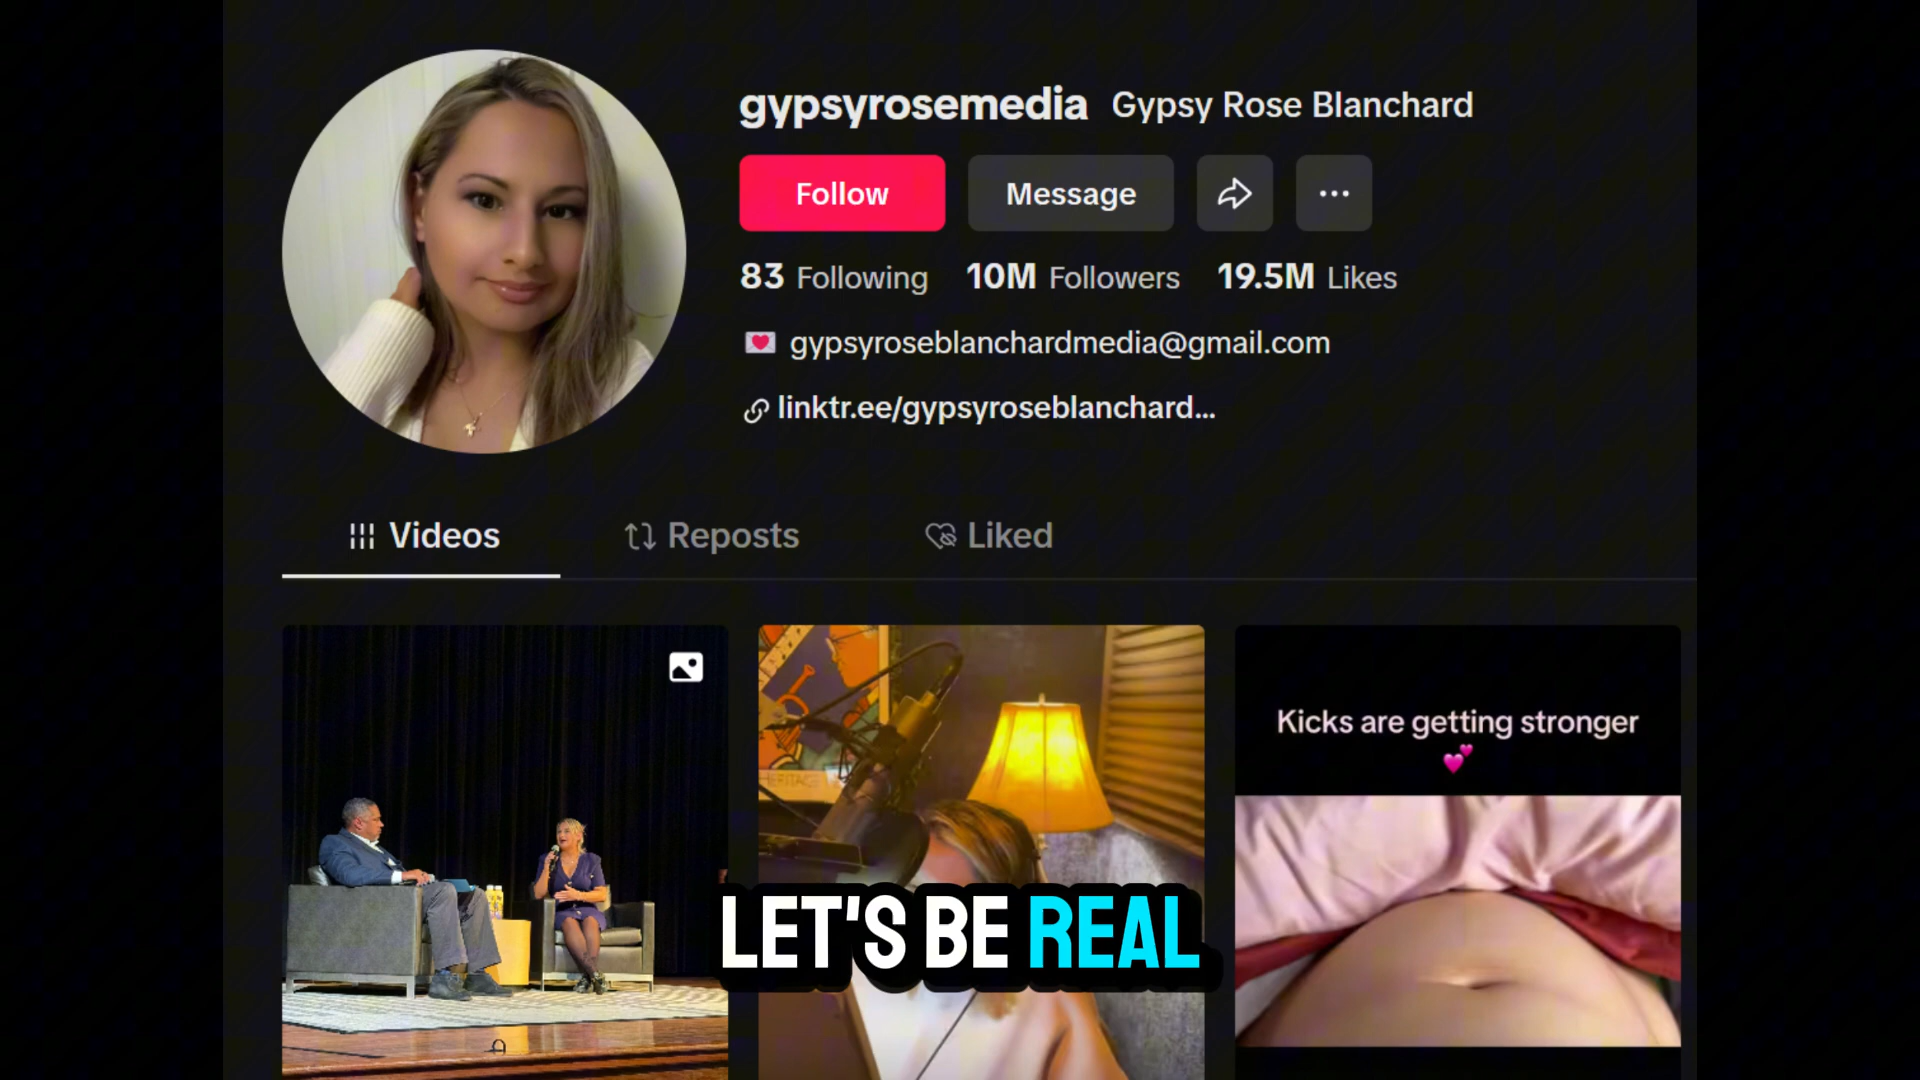 gypsyrosemedia Gypsy Rose Blanchard
Follow Message
83 Following 10M Followers 19.5M Likes
💌 gypsyroseblanchardmedia@gmail.com
linktr.ee/gypsyroseblanchard...
Videos Reposts Liked
Kicks are getting stronger
💕
HERITAGE
LET'S BE REAL